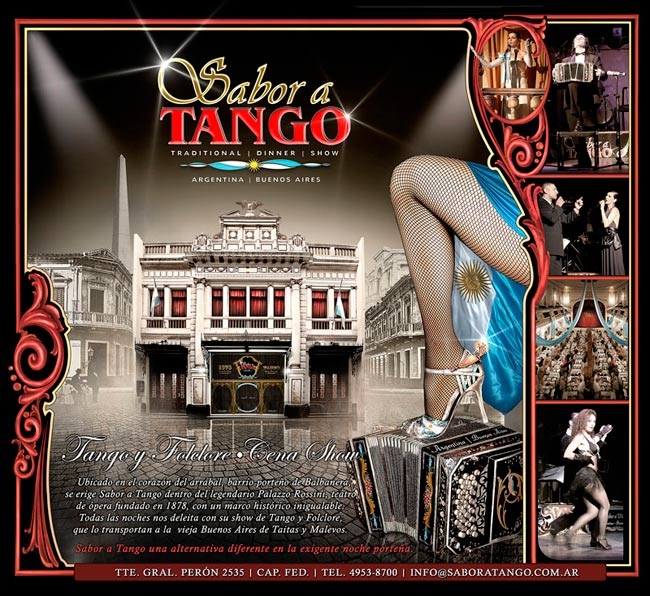 Sabor a
TANGO
TRADITIONAL | DINNER | SHOW
ARGENTINA | BUENOS AIRES
Tango y Folclore • Cena Show
Ubicado en el corazón del arrabal, barrio porteño de Balbanera,
se erige Sabor a Tango dentro del legendario Palazzo Rossini, teatro
de ópera fundado en 1878, con un marco histórico inigualable.
Todas las noches nos deleita con su show de Tango y Folclore,
que lo transportan a la vieja Buenos Aires de Taitas y Malevos.
Sabor a Tango una alternativa diferente en la exigente noche porteña.
TTE. GRAL. PERÓN 2535 | CAP. FED. | TEL. 4953-8700 | INFO@SABORATANGO.COM.AR